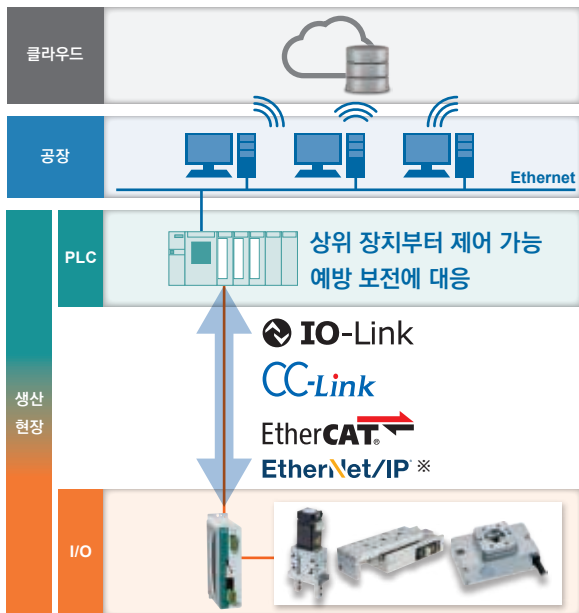 클라우드
공장
Ethernet
PLC
상위 장치부터 제어 가능
예방 보전에 대응
IO-Link
CC-Link
EtherCAT®
EtherNet/IP ※
생산
현장
I/O